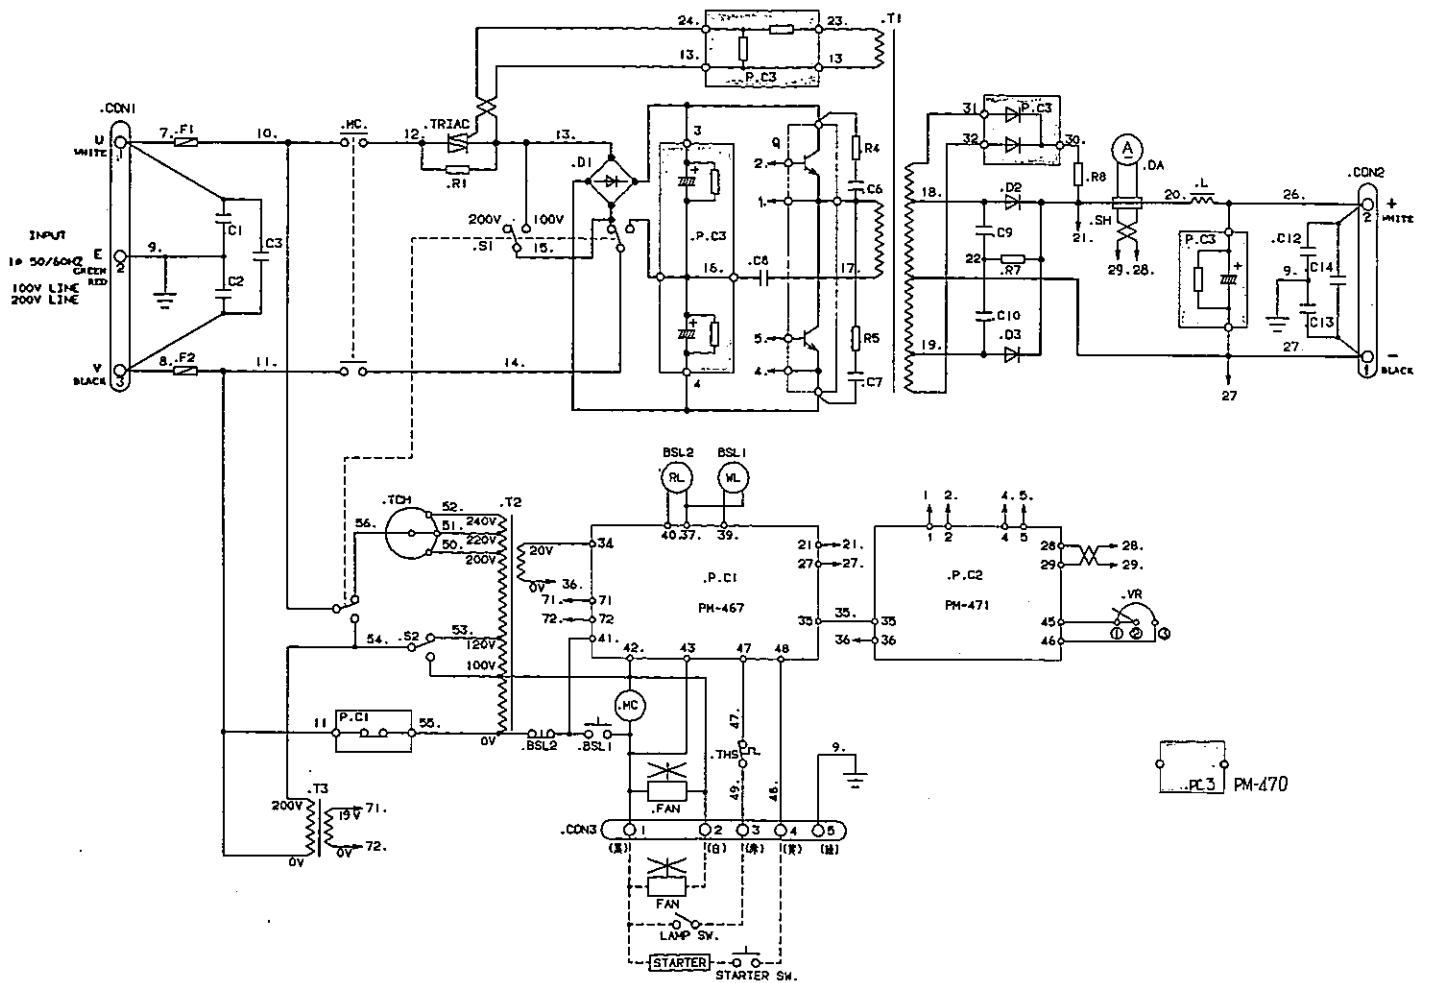 24.
23.
.T1
13.
13
P.C3
.CON1
U
WHITE
1
7.
.F1
10.
.MC.
12
.TRIAC
13.
.R1
.D1
3
Q
2.
R4
.C6
1.
31
P.C3
32
30.
A
.DA
.R8
18.
.D2
20.
.L
26.
.CON2
+
2
WHITE
C1
C3
INPUT
1φ 50/60HZ
100V LINE
200V LINE
E
GREEN
RED
2
9.
C2
200V
100V
.S1
15.
.P.C3
16.
.C8
17.
C9
22
.R7
21.
.SH
29.
28.
P.C3
+
.C12
9.
C14
C13
.C10
5.
R5
4.
.C7
4
19.
.D3
27.
-
1
BLACK
27
V
BLACK
3
8.
.F2
11.
14.
BSL2
BSL1
RL
WL
.TCH
52.
.T2
56.
51.
50.
240V
220V
200V
20V
0V
36.
34
40.
37.
39.
.P.C1
PM-467
21
21.
27
27.
71.
71
72.
72
41.
35
35.
42.
43
47
48
1
2.
4.
5.
1
2
4
5
.P.C2
PM-471
28
28.
29
29.
35
36
36
45
46
.VR
①
②
③
54.
.S2
53.
120V
100V
.MC
11
P.C1
55.
0V
.BSL2
.BSL1
47.
.THS
49.
48.
9.
.FAN
.T3
200V
19V
71.
0V
72.
0V
.CON3
1
2
3
4
5
(黒)
(白)
(赤)
(黄)
(緑)
FAN
LAMP SW.
STARTER
STARTER SW.
.PC3
PM-470